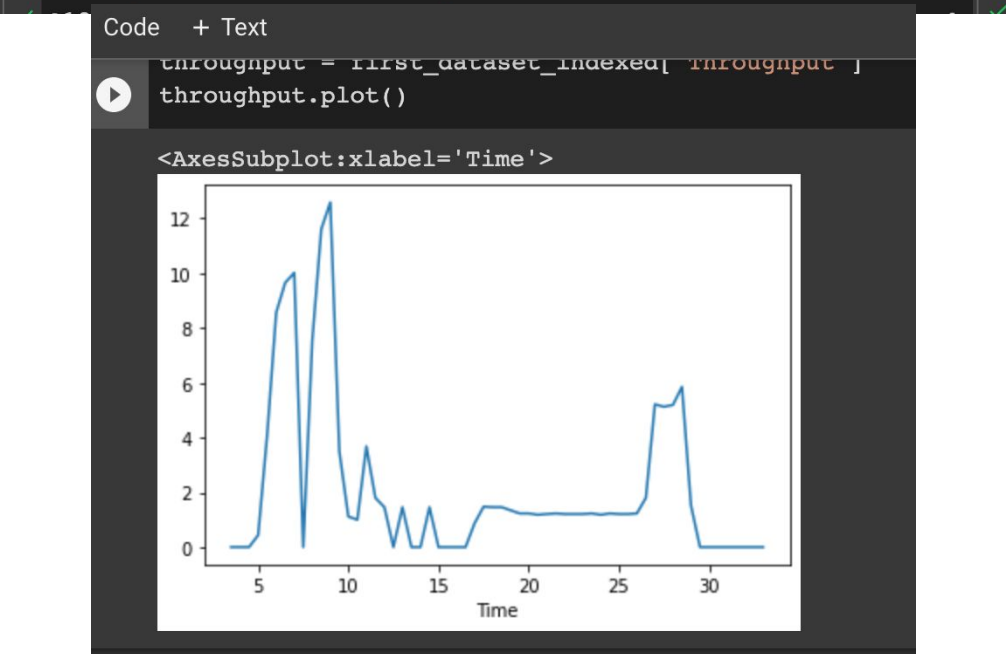 Code + Text
throughput = first_dataset_indexed['Throughput']
throughput.plot()
<AxesSubplot:xlabel='Time'>
12
10
8
6
4
2
0
5 10 15 20 25 30
Time